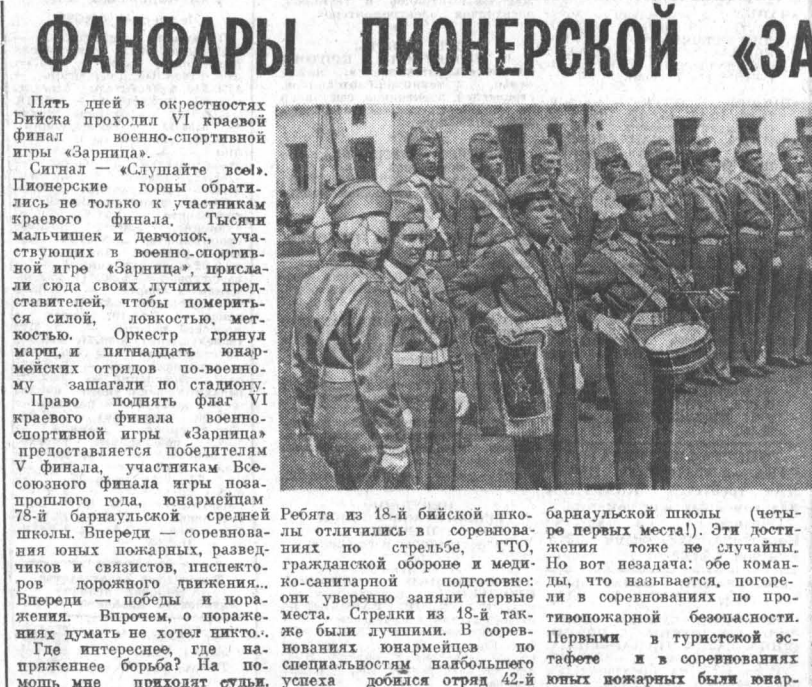 ФАНФАРЫ ПИОНЕРСКОЙ «ЗА
Пять дней в окрестностях
Бийска проходил VI краевой
финал военно-спортивной
игры «Зарница».
Сигнал — «Слушайте все!».
Пионерские горны обрати-
лись не только к участникам
краевого финала. Тысячи
мальчишек и девчонок, уча-
ствующих в военно-спортив-
ной игре «Зарница», присла-
ли сюда своих лучших пред-
ставителей, чтобы померить-
ся силой, ловкостью, мет-
костью. Оркестр грянул
марш, и пятнадцать юнар-
мейских отрядов по-военно-
му зашагали по стадиону.
Право поднять флаг VI
краевого финала военно-
спортивной игры «Зарница»
предоставляется победителям
V финала, участникам Все-
союзного финала игры поза-
прошлого года, юнармейцам
78-й барнаульской средней
школы. Впереди — соревнова-
ния юных пожарных, развед-
чиков и связистов, инспекто-
ров дорожного движения...
Впереди — победы и пора-
жения. Впрочем, о пораже-
ниях думать не хотел никто..
Где интереснее, где на-
пряженнее борьба? На по-
мощь мне приходят судьи.
Ребята из 18-й бийской шко-
лы отличились в соревнова-
ниях по стрельбе, ГТО,
гражданской обороне и меди-
ко-санитарной подготовке:
они уверенно заняли первые
места. Стрелки из 18-й так-
же были лучшими. В сорев-
нованиях юнармейцев по
специальностям наибольшего
успеха добился отряд 42-й
барнаульской школы (четы-
ре первых места!). Эти дости-
жения тоже не случайны.
Но вот незадача: обе коман-
ды, что называется, погоре-
ли в соревнованиях по про-
тивопожарной безопасности.
Первыми в туристской эс-
тафете и в соревнованиях
юных пожарных были юнар-